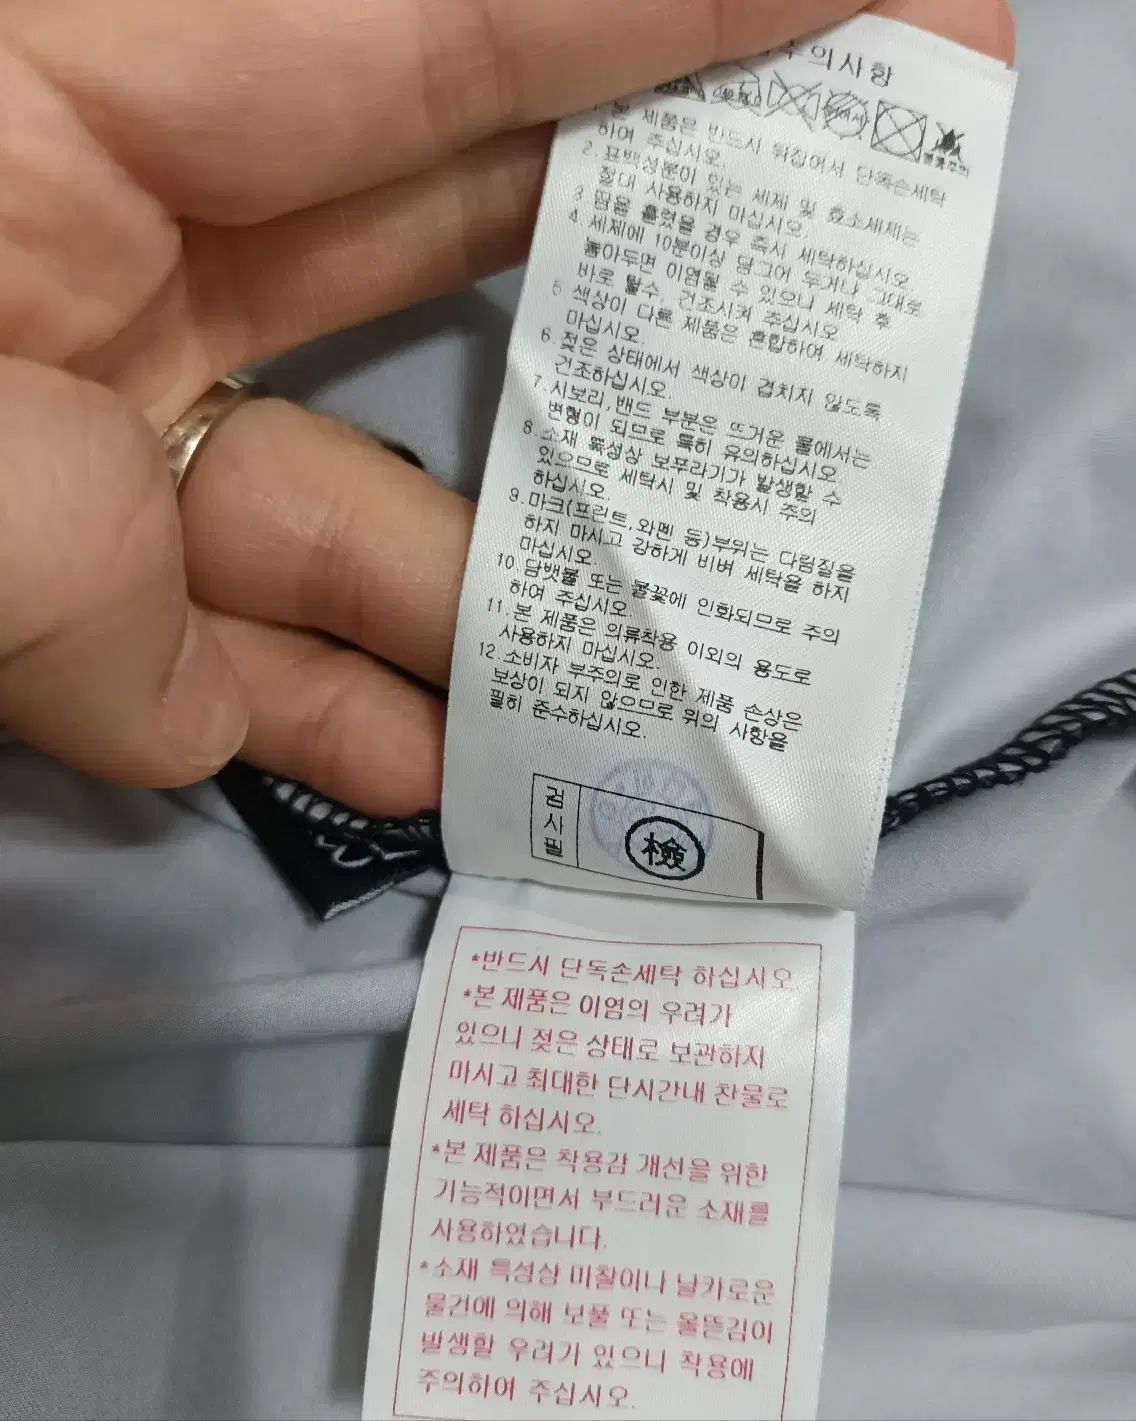 주의사항
불꽃주의
1. 본 제품은 반드시 뒤집어서 단독손세탁
하여 주십시오.
2. 표백성분이 있는 세제 및 효소세제는
절대 사용하지 마십시오.
3. 땀을 흘렸을 경우 즉시 세탁하십시오.
4. 세제에 10분이상 담그어 두거나 그대로
놓아두면 이염될 수 있으니 세탁 후
바로 탈수, 건조시켜 주십시오
5 색상이 다른 제품은 혼합하여 세탁하지
마십시오.
6. 젖은 상태에서 색상이 겹치지 않도록
건조하십시오.
7. 시보리,밴드 부분은 뜨거운 물에서는
변형이 되므로 특히 유의하십시오.
8. 소재 특성상 보푸라기가 발생할 수
있으므로 세탁시 및 착용시 주의
하십시오.
9. 마크(프린트,와펜 등)부위는 다림질을
하지 마시고 강하게 비벼 세탁을 하지
마십시오.
10. 담뱃불 또는 불꽃에 인화되므로 주의
하여 주십시오.
11. 본 제품은 의류착용 이외의 용도로
사용하지 마십시오.
12. 소비자 부주의로 인한 제품 손상은
보상이 되지 않으므로 위의 사항을
필히 준수하십시오.
검사필
檢
*반드시 단독손세탁 하십시오
*본 제품은 이염의 우려가
있으니 젖은 상태로 보관하지
마시고 최대한 단시간내 찬물로
세탁 하십시오.
*본 제품은 착용감 개선을 위한
기능적이면서 부드러운 소재를
사용하였습니다.
*소재 특성상 마찰이나 날카로운
물건에 의해 보풀 또는 올뜯김이
발생할 우려가 있으니 착용에
주의하여 주십시오.